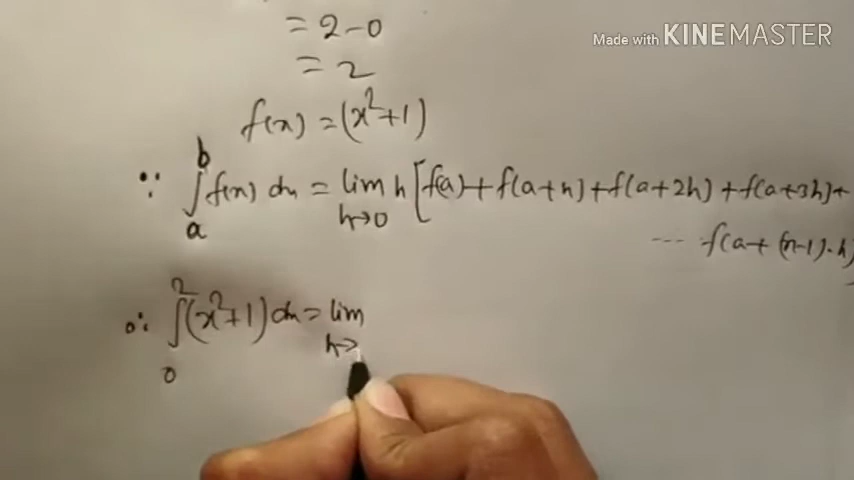 = 2-0
Made with KINEMASTER
= 2
f(x) = (x²+1)
∵ ∫ₐᵇ f(x) dx = lim h→0 h [f(a)+f(a+h)+f(a+2h)+f(a+3h)+
--- f(a+(n-1).h)
∴ ∫₀² (x²+1) dx = lim h→